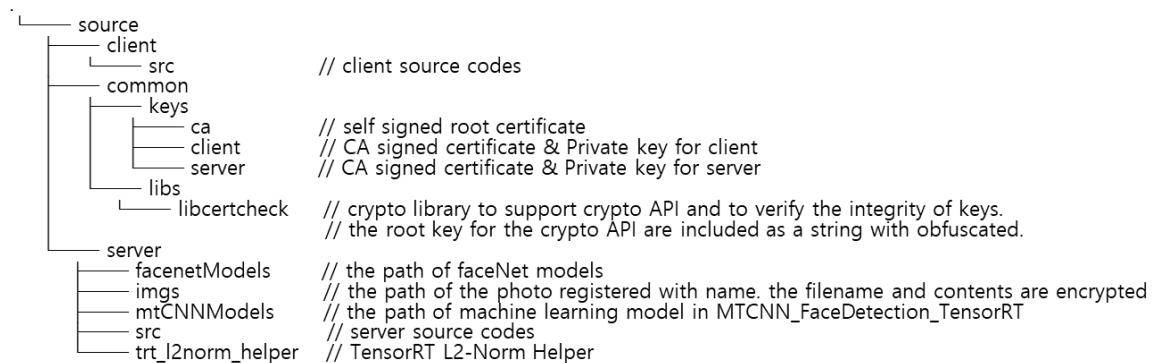 .
source
client
src // client source codes
common
keys
ca // self signed root certificate
client // CA signed certificate & Private key for client
server // CA signed certificate & Private key for server
libs
libcertcheck // crypto library to support crypto API and to verify the integrity of keys.
// the root key for the crypto API are included as a string with obfuscated.
server
facenetModels // the path of faceNet models
imgs // the path of the photo registered with name. the filename and contents are encrypted
mtCNNModels // the path of machine learning model in MTCNN_FaceDetection_TensorRT
src // server source codes
trt_l2norm_helper // TensorRT L2-Norm Helper